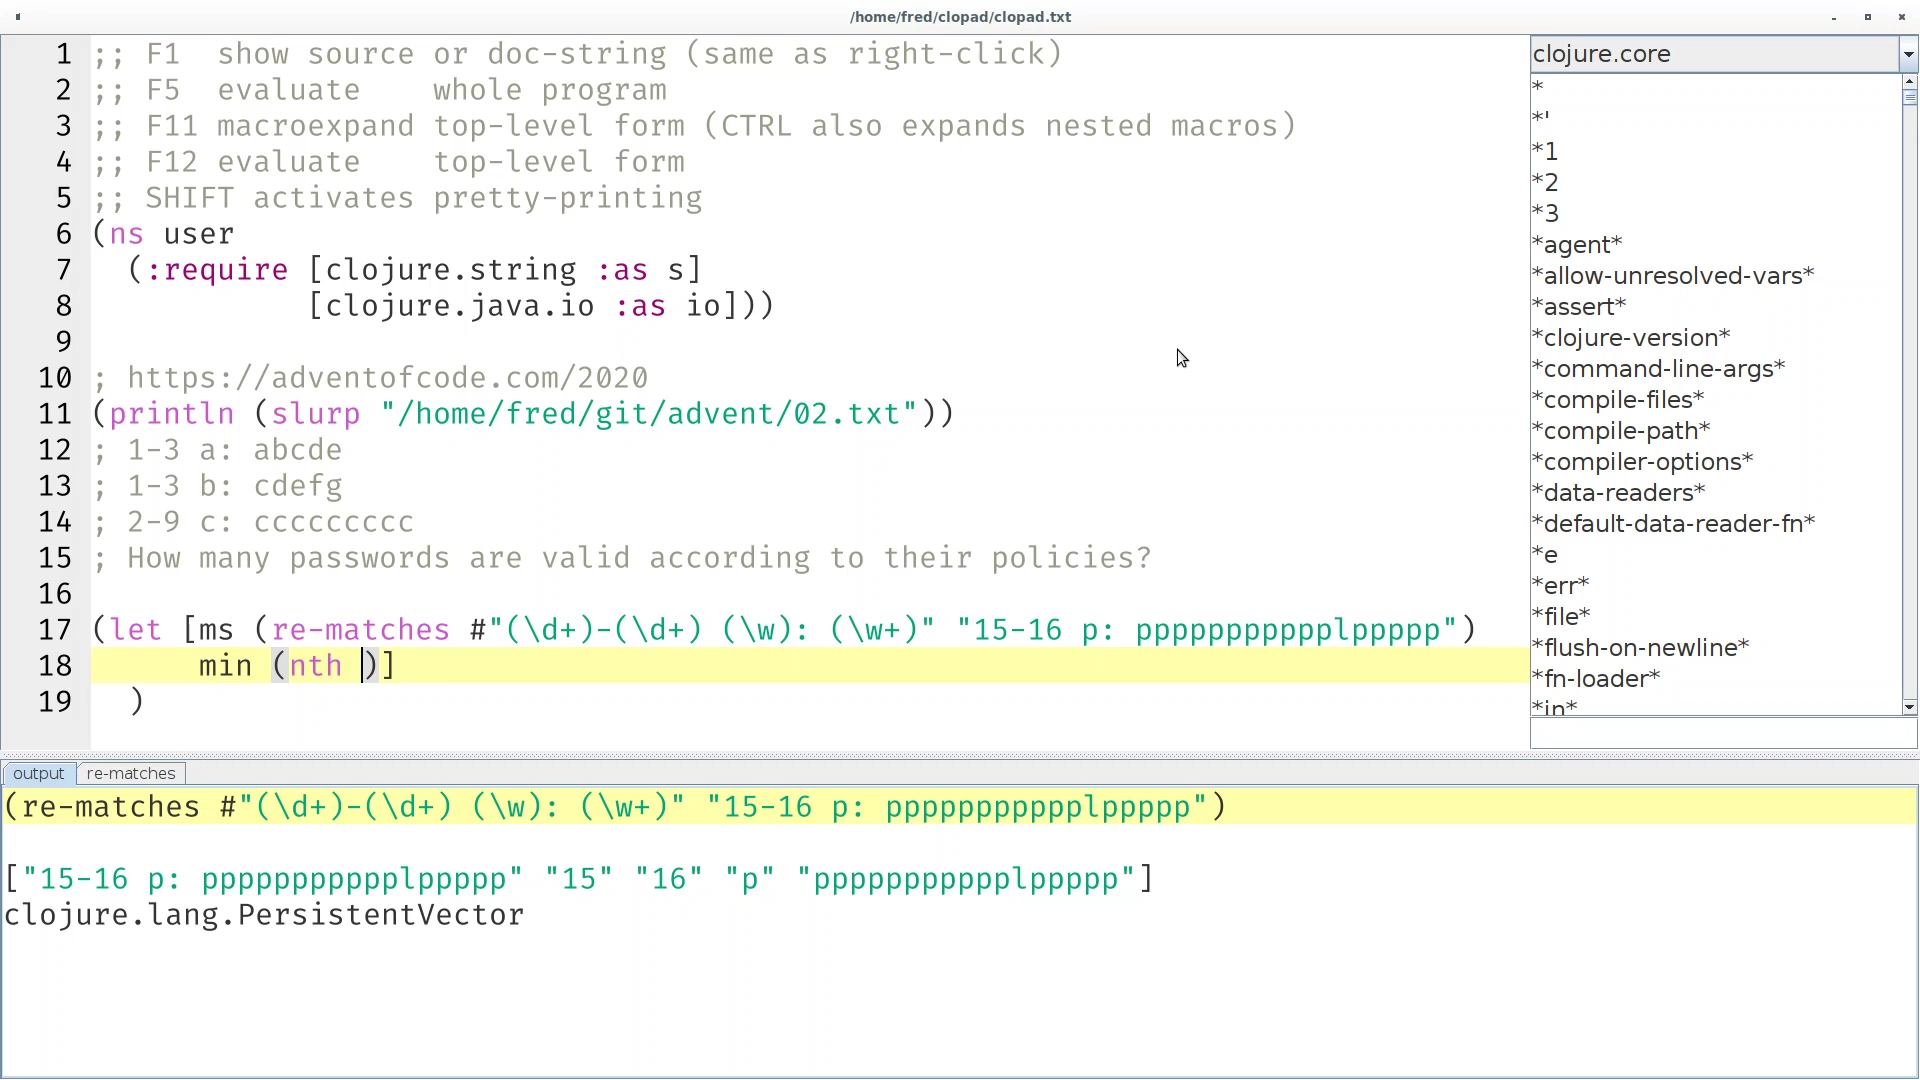 /home/fred/clopad/clopad.txt
1 ;; F1  show source or doc-string (same as right-click)
2 ;; F5  evaluate    whole program
3 ;; F11 macroexpand top-level form (CTRL also expands nested macros)
4 ;; F12 evaluate    top-level form
5 ;; SHIFT activates pretty-printing
6 (ns user
7   (:require [clojure.string :as s]
8             [clojure.java.io :as io]))
9
10 ; https://adventofcode.com/2020
11 (println (slurp "/home/fred/git/advent/02.txt"))
12 ; 1-3 a: abcde
13 ; 1-3 b: cdefg
14 ; 2-9 c: ccccccccc
15 ; How many passwords are valid according to their policies?
16
17 (let [ms (re-matches #"(\d+)-(\d+) (\w): (\w+)" "15-16 p: ppppppppppplppppp")
18       min (nth )]
19   )
clojure.core
*
*'
*1
*2
*3
*agent*
*allow-unresolved-vars*
*assert*
*clojure-version*
*command-line-args*
*compile-files*
*compile-path*
*compiler-options*
*data-readers*
*default-data-reader-fn*
*e
*err*
*file*
*flush-on-newline*
*fn-loader*
*in*
output re-matches
(re-matches #"(\d+)-(\d+) (\w): (\w+)" "15-16 p: ppppppppppplppppp")
["15-16 p: ppppppppppplppppp" "15" "16" "p" "ppppppppppplppppp"]
clojure.lang.PersistentVector